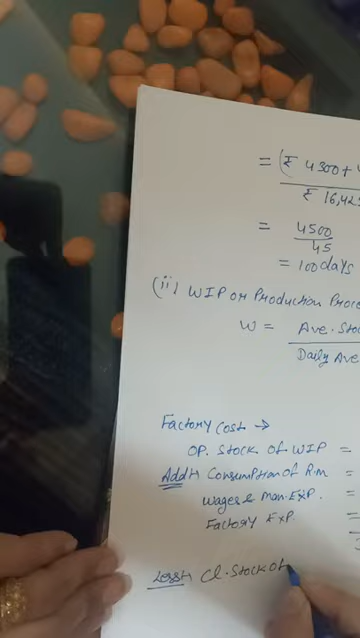 = (₹ 4300 +
₹ 16,42
= 4500
45
= 100 days
(ii) WIP or Production Proce
W = Ave. Stoc
Daily Ave
Factory Cost →
OP. Stock of WIP =
Add: Consumption of R.m =
Wages & Man. Exp. =
Factory Exp. =
Less: Cl. Stock of